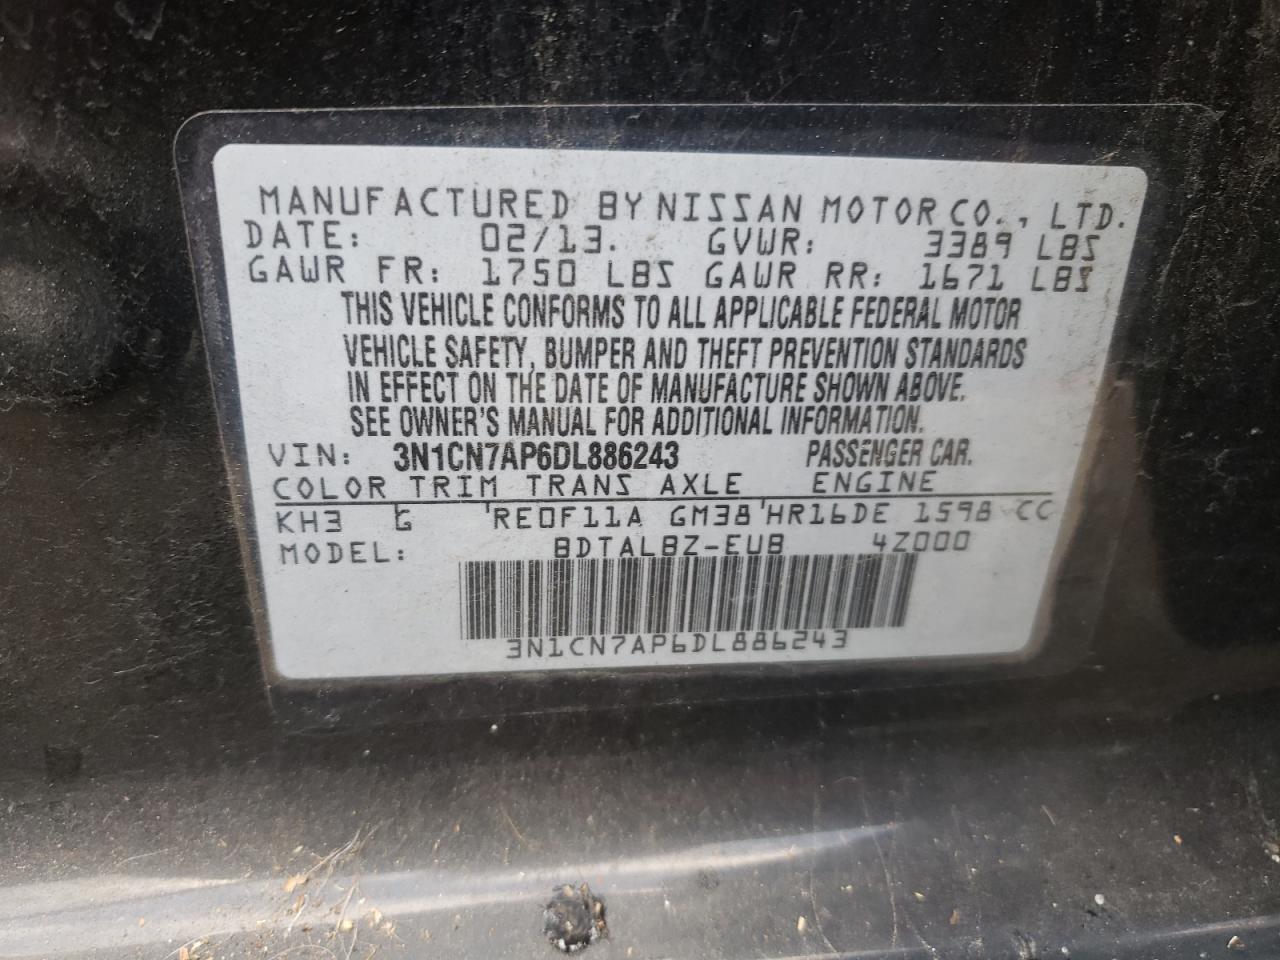 MANUFACTURED BY NISSAN MOTOR CO., LTD.
DATE: 02/13. GVWR: 3389 LBS
GAWR FR: 1750 LBS GAWR RR: 1671 LBS
THIS VEHICLE CONFORMS TO ALL APPLICABLE FEDERAL MOTOR
VEHICLE SAFETY, BUMPER AND THEFT PREVENTION STANDARDS
IN EFFECT ON THE DATE OF MANUFACTURE SHOWN ABOVE.
SEE OWNER'S MANUAL FOR ADDITIONAL INFORMATION.
VIN: 3N1CN7AP6DL886243 PASSENGER CAR.
COLOR TRIM TRANS AXLE ENGINE
KH3 G RE0F11A GM38 HR16DE 1598 CC
MODEL: BDTALBZ-EUB 4Z000
3N1CN7AP6DL886243